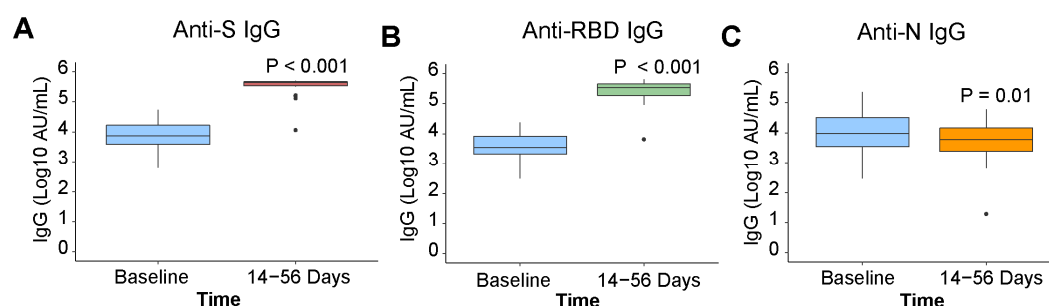 A
Anti-S IgG
IgG (Log10 AU/mL)
6
5
4
3
2
1
0
P < 0.001
Baseline
14−56 Days
Time
B
Anti-RBD IgG
IgG (Log10 AU/mL)
6
5
4
3
2
1
0
P < 0.001
Baseline
14−56 Days
Time
C
Anti-N IgG
IgG (Log10 AU/mL)
6
5
4
3
2
1
0
P = 0.01
Baseline
14−56 Days
Time